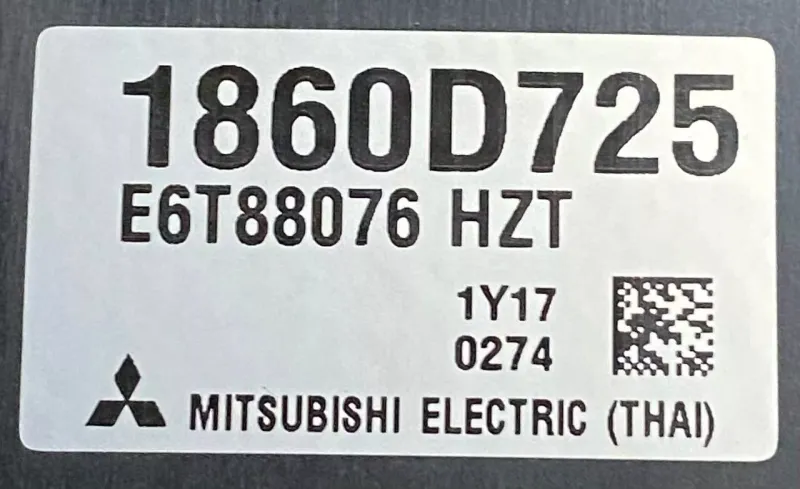 1860D725
E6T88076 HZT
1Y17
0274
MITSUBISHI ELECTRIC (THAI)